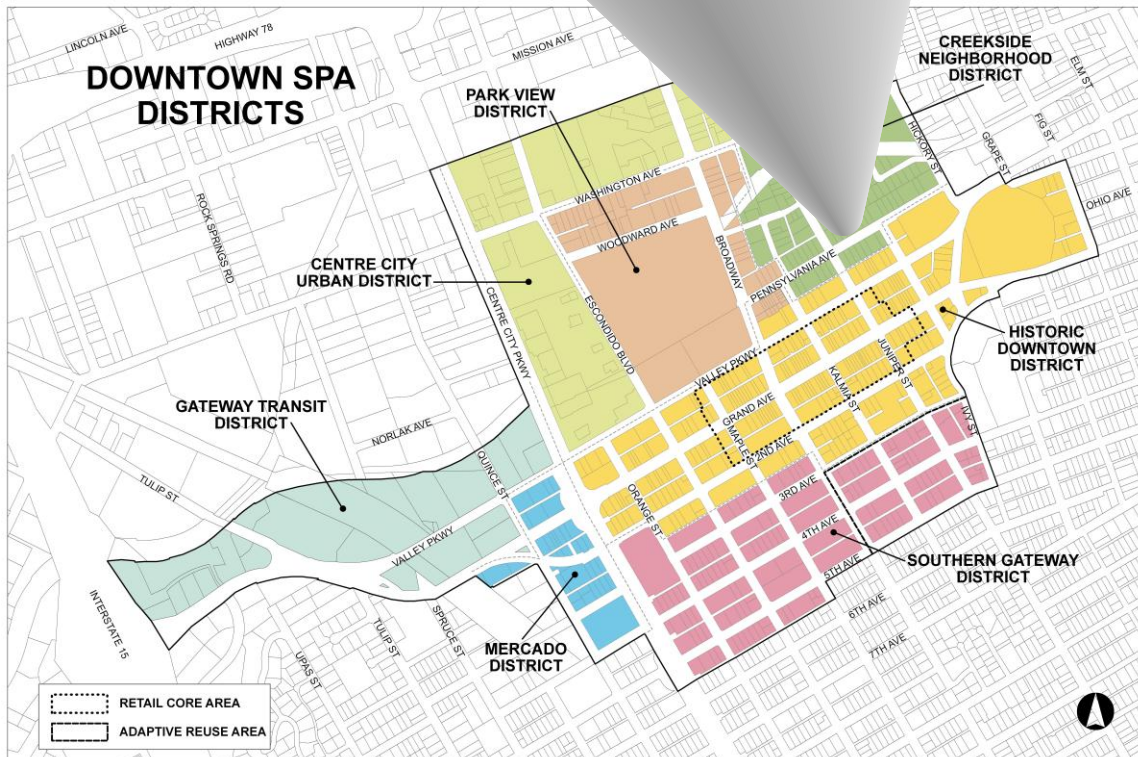 LINCOLN AVE
HIGHWAY 78
MISSION AVE
DOWNTOWN SPA
DISTRICTS
CREEKSIDE
NEIGHBORHOOD
DISTRICT
ELM ST
FIG ST
GRAPE ST
HICKORY ST
OHIO AVE
PARK VIEW
DISTRICT
WASHINGTON AVE
WOODWARD AVE
BROADWAY
PENNSYLVANIA AVE
ROCK SPRINGS RD
CENTRE CITY
URBAN DISTRICT
CENTRE CITY PKWY
ESCONDIDO BLVD
VALLEY PKWY
HISTORIC
DOWNTOWN
DISTRICT
JUNIPER ST
KALMIA ST
GRAND AVE
MAPLE ST
2ND AVE
IVY ST
GATEWAY TRANSIT
DISTRICT
NORLAK AVE
QUINCE ST
TULIP ST
VALLEY PKWY
ORANGE ST
3RD AVE
4TH AVE
5TH AVE
SOUTHERN GATEWAY
DISTRICT
6TH AVE
7TH AVE
INTERSTATE 15
UPAS ST
TULIP ST
SPRUCE ST
MERCADO
DISTRICT
RETAIL CORE AREA
ADAPTIVE REUSE AREA